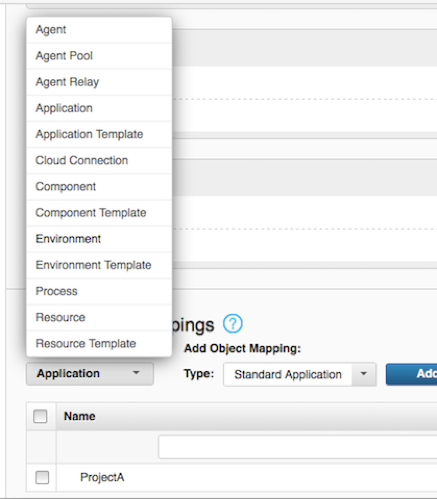 Agent
Agent Pool
Agent Relay
Application
Application Template
Cloud Connection
Component
Component Template
Environment
Environment Template
Process
Resource
Resource Template
pings ?
Add Object Mapping:
Application
Type: Standard Application
Add
Name
ProjectA